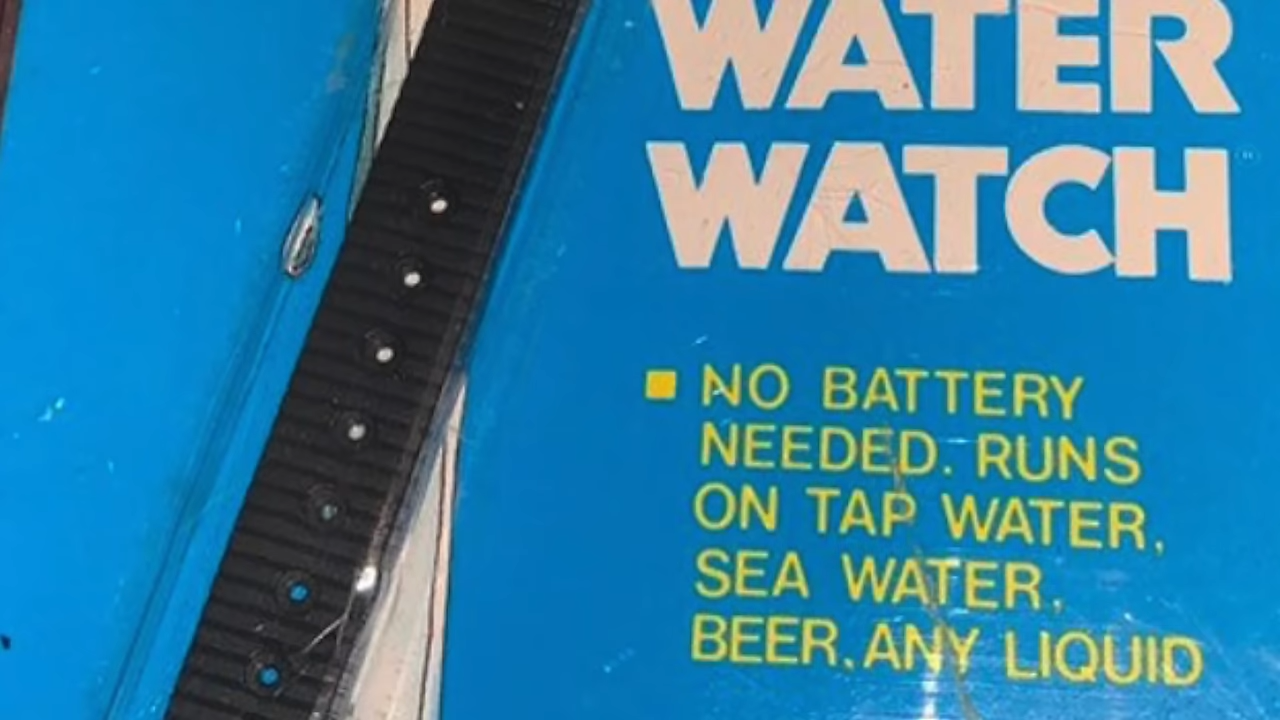 WATER
WATCH
NO BATTERY
NEEDED. RUNS
ON TAP WATER,
SEA WATER,
BEER, ANY LIQUID